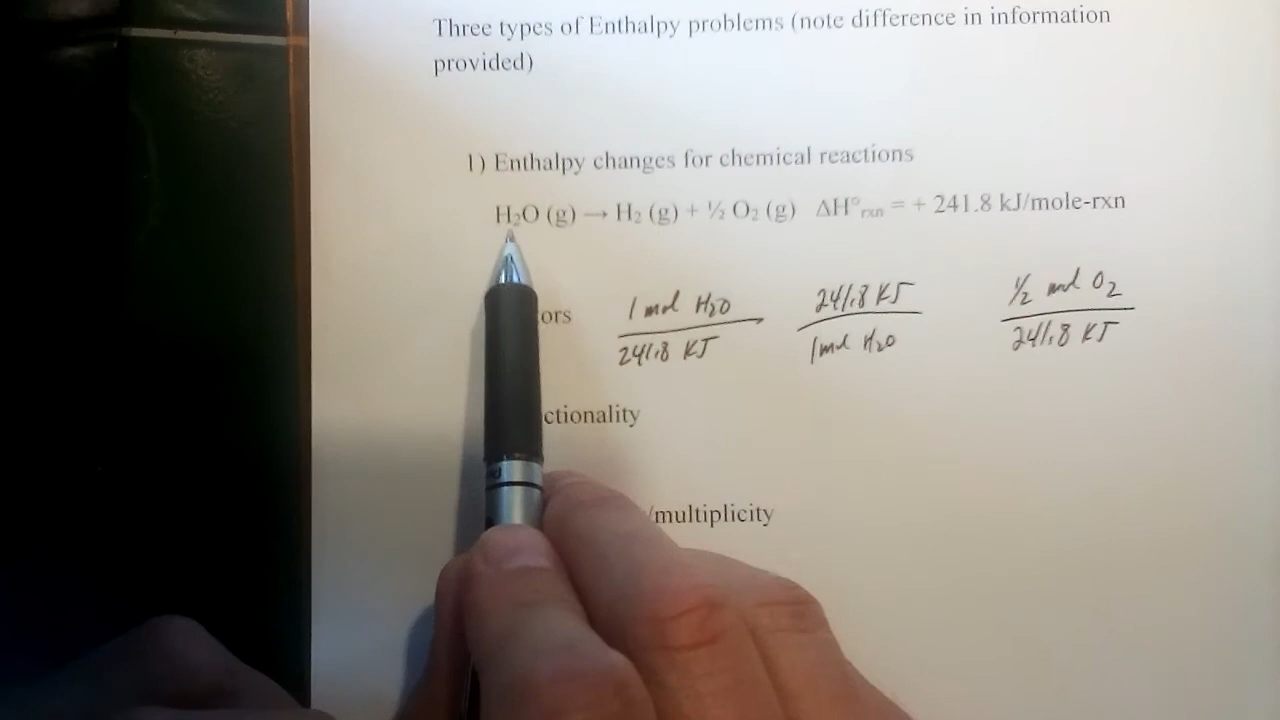 Three types of Enthalpy problems (note difference in information
provided)
1) Enthalpy changes for chemical reactions
H₂O (g) → H₂ (g) + ½ O₂ (g) ΔH°rxn = + 241.8 kJ/mole-rxn
ors 1 mol H₂O / 241.8 KJ 241.8 KJ / 1 mol H₂O ½ mol O₂ / 241.8 KJ
ctionality
/multiplicity